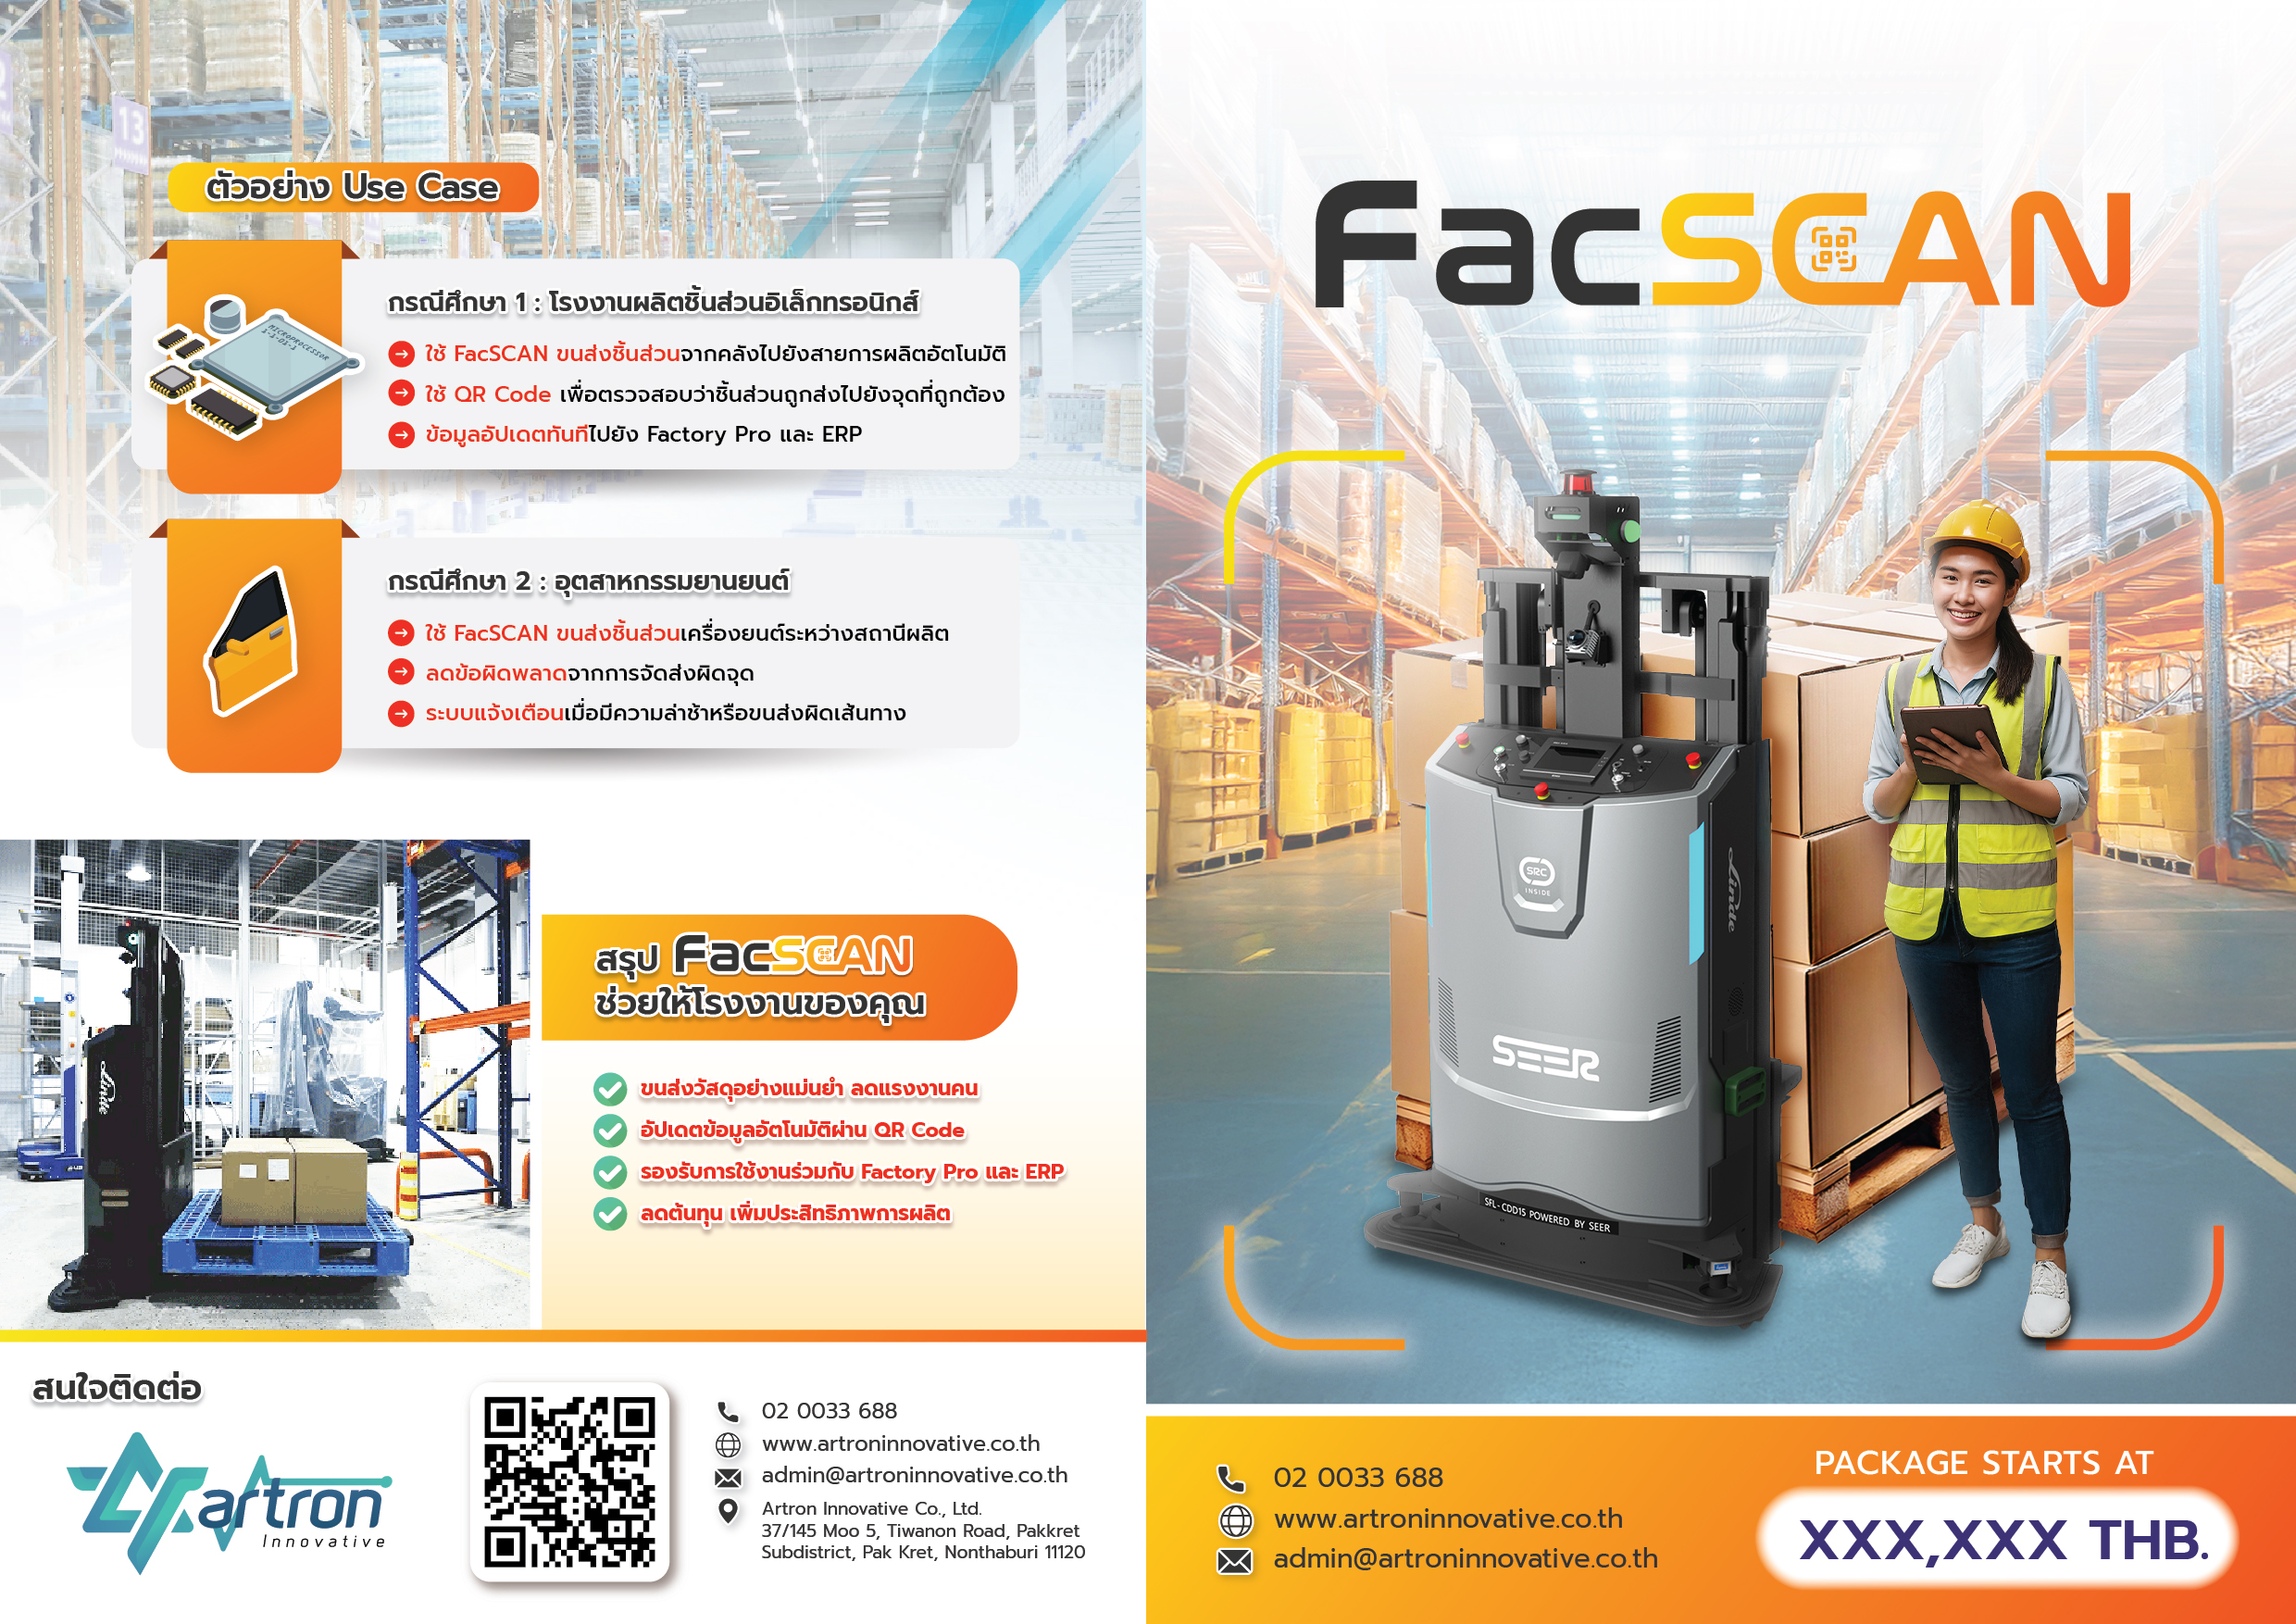 13
ตัวอย่าง Use Case
MICROPROCESSOR
1-1-01-1
กรณีศึกษา 1 : โรงงานผลิตชิ้นส่วนอิเล็กทรอนิกส์
ใช้ FacSCAN ขนส่งชิ้นส่วนจากคลังไปยังสายการผลิตอัตโนมัติ
ใช้ QR Code เพื่อตรวจสอบว่าชิ้นส่วนถูกส่งไปยังจุดที่ถูกต้อง
ข้อมูลอัปเดตทันทีไปยัง Factory Pro และ ERP
กรณีศึกษา 2 : อุตสาหกรรมยานยนต์
ใช้ FacSCAN ขนส่งชิ้นส่วนเครื่องยนต์ระหว่างสถานีผลิต
ลดข้อผิดพลาดจากการจัดส่งผิดจุด
ระบบแจ้งเตือนเมื่อมีความล่าช้าหรือขนส่งผิดเส้นทาง
Linde
สรุป FacSCAN
ช่วยให้โรงงานของคุณ
ขนส่งวัสดุอย่างแม่นยำ ลดแรงงานคน
อัปเดตข้อมูลอัตโนมัติผ่าน QR Code
รองรับการใช้งานร่วมกับ Factory Pro และ ERP
ลดต้นทุน เพิ่มประสิทธิภาพการผลิต
สนใจติดต่อ
artron
Innovative
02 0033 688
www.artroninnovative.co.th
admin@artroninnovative.co.th
Artron Innovative Co., Ltd.
37/145 Moo 5, Tiwanon Road, Pakkret
Subdistrict, Pak Kret, Nonthaburi 11120
FacSCAN
SRC
INSIDE
Linde
SEER
SFL-CDD15 POWERED BY SEER
02 0033 688
www.artroninnovative.co.th
admin@artroninnovative.co.th
PACKAGE STARTS AT
XXX,XXX THB.